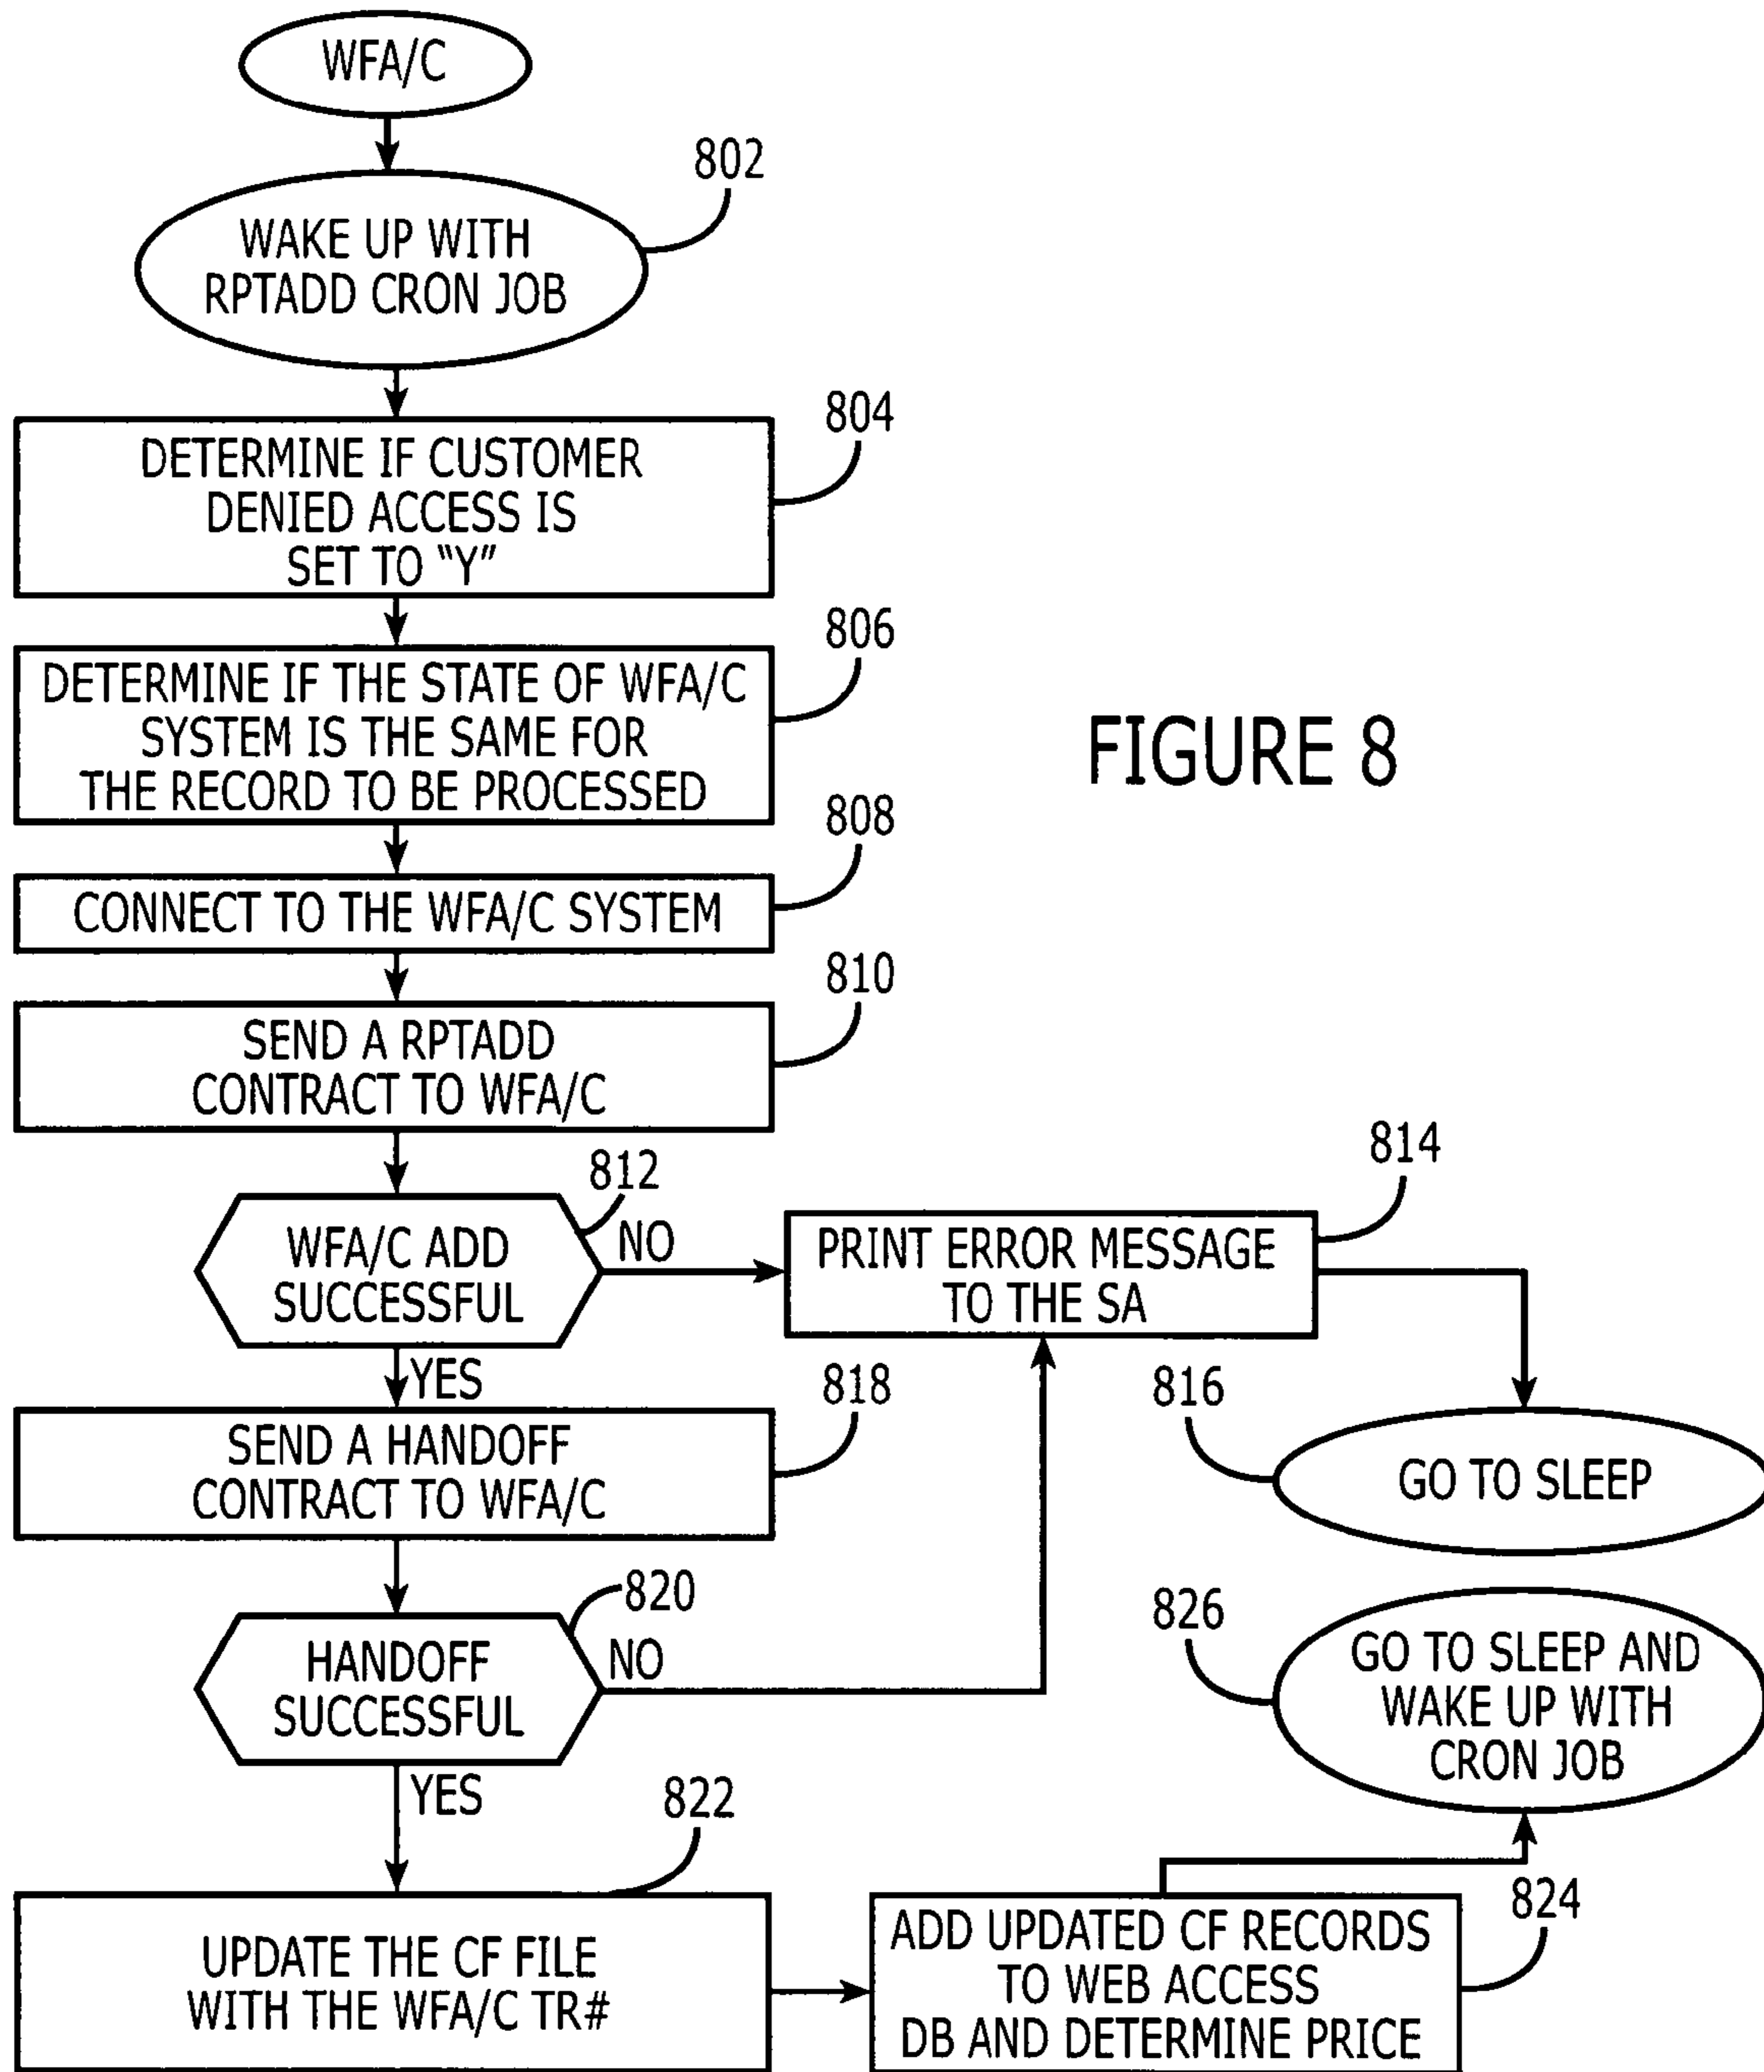 WFA/C
802
WAKE UP WITH
RPTADD CRON JOB
804
DETERMINE IF CUSTOMER
DENIED ACCESS IS
SET TO “Y”
806
DETERMINE IF THE STATE OF WFA/C
SYSTEM IS THE SAME FOR
THE RECORD TO BE PROCESSED
FIGURE 8
808
CONNECT TO THE WFA/C SYSTEM
810
SEND A RPTADD
CONTRACT TO WFA/C
812
WFA/C ADD
SUCCESSFUL
NO
814
PRINT ERROR MESSAGE
TO THE SA
816
GO TO SLEEP
YES
818
SEND A HANDOFF
CONTRACT TO WFA/C
820
HANDOFF
SUCCESSFUL
NO
826
GO TO SLEEP AND
WAKE UP WITH
CRON JOB
YES
822
UPDATE THE CF FILE
WITH THE WFA/C TR#
824
ADD UPDATED CF RECORDS
TO WEB ACCESS
DB AND DETERMINE PRICE